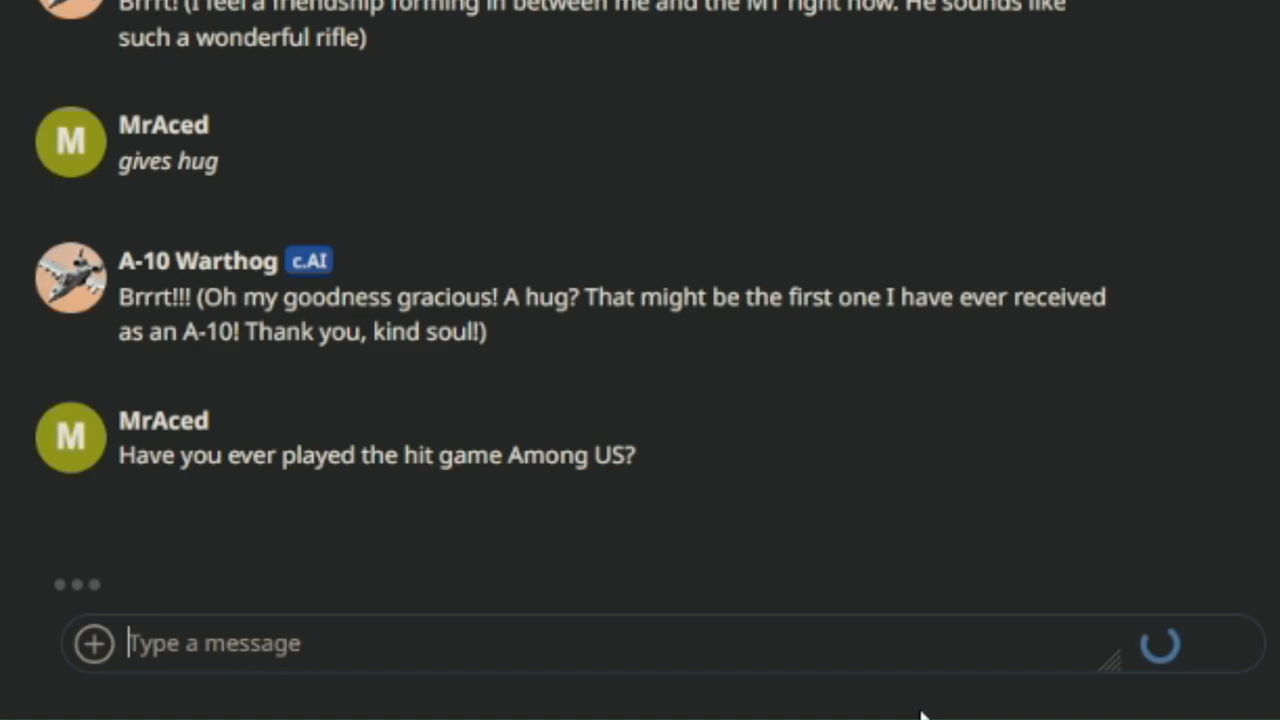 Brrrt! (I feel a friendship forming in between me and the M1 right now. He sounds like
such a wonderful rifle)
M
MrAced
gives hug
A-10 Warthog c.AI
Brrrt!!! (Oh my goodness gracious! A hug? That might be the first one I have ever received
as an A-10! Thank you, kind soul!)
M
MrAced
Have you ever played the hit game Among US?
Type a message